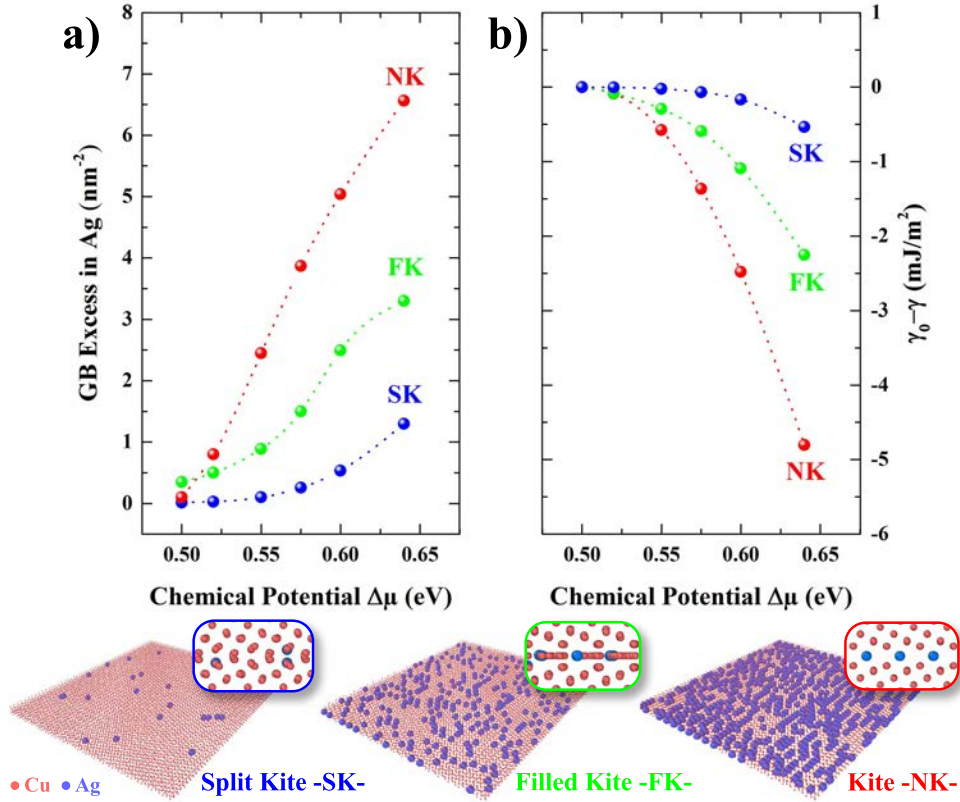 a)
b)
GB Excess in Ag (nm⁻²)
7
6
5
4
3
2
1
0
NK
FK
SK
0.50 0.55 0.60 0.65
Chemical Potential Δμ (eV)
1
0
-1
-2
-3
-4
-5
-6
γ₀−γ (mJ/m²)
SK
FK
NK
0.50 0.55 0.60 0.65
Chemical Potential Δμ (eV)
Cu Ag
Split Kite -SK-
Filled Kite -FK-
Kite -NK-